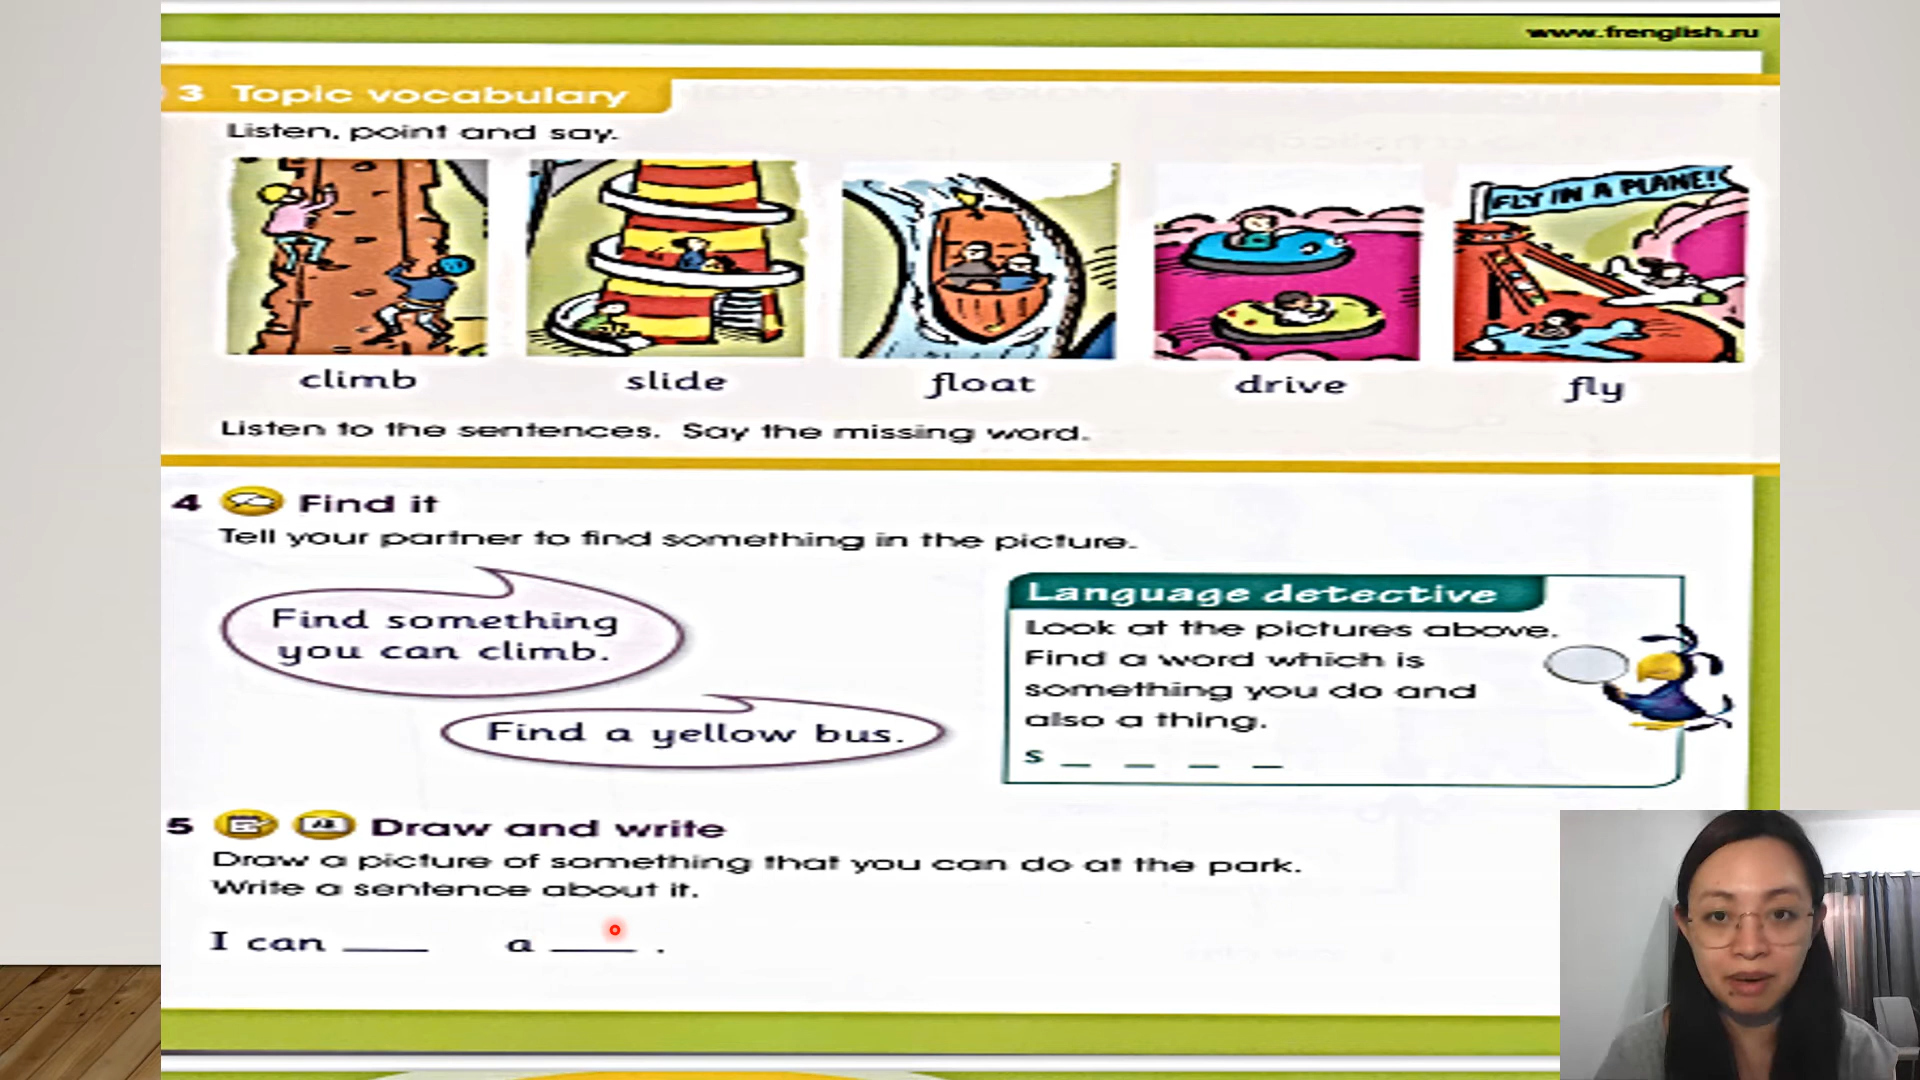 www.frenglish.ru
3 Topic vocabulary
Listen, point and say.
FLY IN A PLANE!
climb slide float drive fly
Listen to the sentences. Say the missing word.
4 Find it
Tell your partner to find something in the picture.
Find something
you can climb.
Find a yellow bus.
Language detective
Look at the pictures above.
Find a word which is
something you do and
also a thing.
s _ _ _ _
5 Draw and write
Draw a picture of something that you can do at the park.
Write a sentence about it.
I can ___ a ___ .